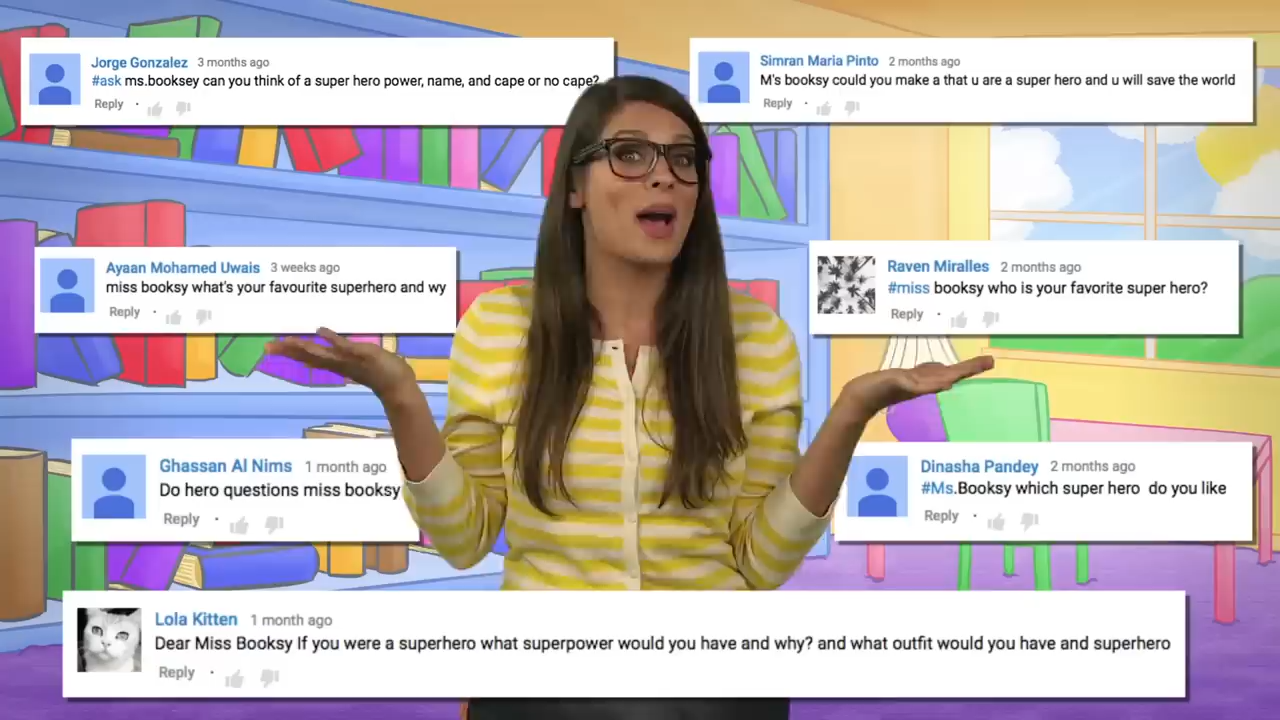 Jorge Gonzalez 3 months ago
#ask ms.booksey can you think of a super hero power, name, and cape or no cape?
Reply
Simran Maria Pinto 2 months ago
M's booksy could you make a that u are a super hero and u will save the world
Reply
Ayaan Mohamed Uwais 3 weeks ago
miss booksy what's your favourite superhero and wy
Reply
Raven Miralles 2 months ago
#miss booksy who is your favorite super hero?
Reply
Ghassan Al Nims 1 month ago
Do hero questions miss booksy
Reply
Dinasha Pandey 2 months ago
#Ms.Booksy which super hero do you like
Reply
Lola Kitten 1 month ago
Dear Miss Booksy If you were a superhero what superpower would you have and why? and what outfit would you have and superhero
Reply